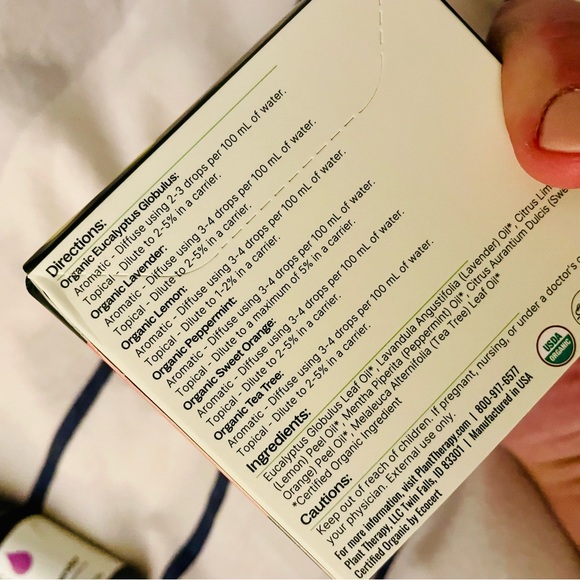 Directions:
Organic Eucalyptus Globulus:
Aromatic - Diffuse using 2-3 drops per 100 mL of water.
Topical - Dilute to 2-5% in a carrier.
Organic Lavender:
Aromatic - Diffuse using 3-4 drops per 100 mL of water.
Topical - Dilute to 2-5% in a carrier.
Organic Lemon:
Aromatic - Diffuse using 3-4 drops per 100 mL of water.
Topical - Dilute to 1-2% in a carrier.
Organic Peppermint:
Aromatic - Diffuse using 3-4 drops per 100 mL of water.
Topical - Dilute to a maximum of 5% in a carrier.
Organic Sweet Orange:
Aromatic - Diffuse using 3-4 drops per 100 mL of water.
Topical - Dilute to 2-5% in a carrier.
Organic Tea Tree:
Aromatic - Diffuse using 3-4 drops per 100 mL of water.
Topical - Dilute to 2-5% in a carrier.
Ingredients:
Eucalyptus Globulus Leaf Oil*, Lavandula Angustifolia (Lavender) Oil*, Citrus Lim
(Lemon) Peel Oil*, Mentha Piperita (Peppermint) Oil*, Citrus Aurantium Dulcis (Swe
Orange) Peel Oil*, Melaleuca Alternifolia (Tea Tree) Leaf Oil*
*Certified Organic Ingredient
Cautions:
Keep out of reach of children. If pregnant, nursing, or under a doctor's
your physician. External use only.
For more information, visit PlantTherapy.com | 800-917-6577
Plant Therapy, LLC Twin Falls, ID 83301 | Manufactured in USA
Certified Organic by Ecocert
USDA
ORGANIC